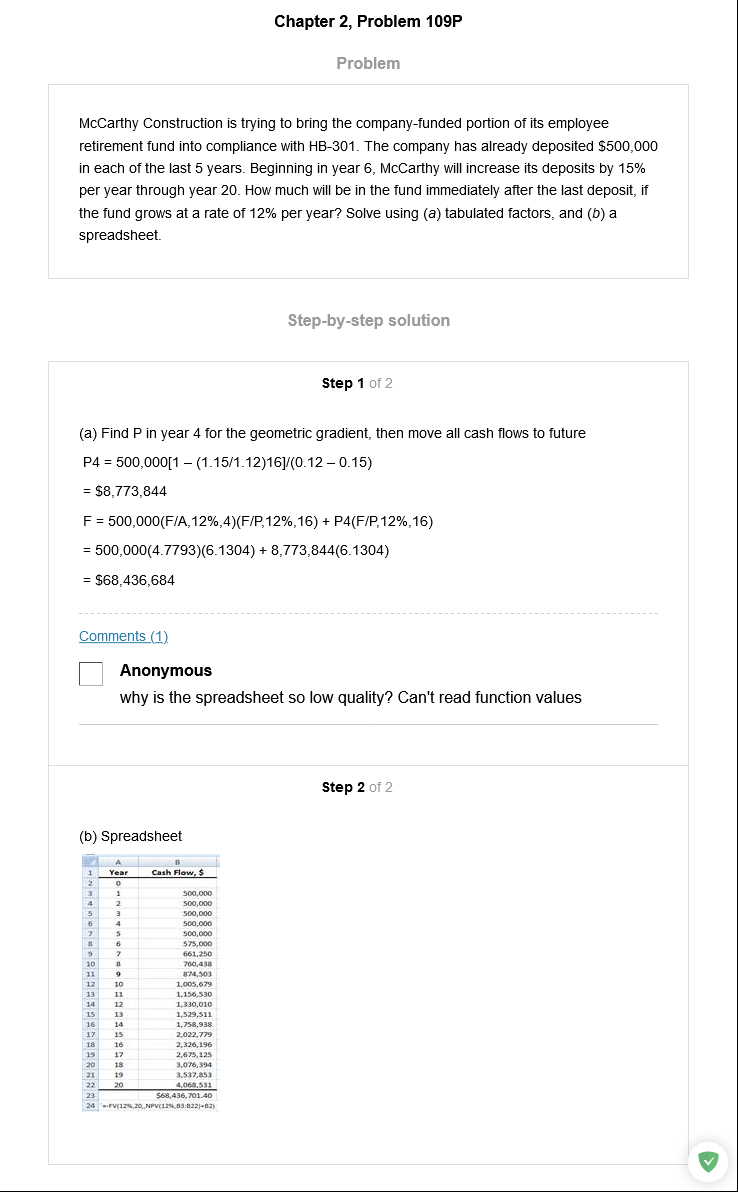 Chapter 2, Problem 109P
Problem
McCarthy Construction is trying to bring the company-funded portion of its employee
retirement fund into compliance with HB-301. The company has already deposited $500,000
in each of the last 5 years. Beginning in year 6, McCarthy will increase its deposits by 15%
per year through year 20. How much will be in the fund immediately after the last deposit, if
the fund grows at a rate of 12% per year? Solve using (a) tabulated factors, and (b) a
spreadsheet.
Step-by-step solution
Step 1 of 2
(a) Find P in year 4 for the geometric gradient, then move all cash flows to future
P4 = 500,000[1 – (1.15/1.12)16]/(0.12 – 0.15)
= $8,773,844
F = 500,000(F/A,12%,4)(F/P,12%,16) + P4(F/P,12%,16)
= 500,000(4.7793)(6.1304) + 8,773,844(6.1304)
= $68,436,684
Comments (1)
Anonymous
why is the spreadsheet so low quality? Can't read function values
Step 2 of 2
(b) Spreadsheet
A B
1 Year Cash Flow, $
2 0
3 1 500,000
4 2 500,000
5 3 500,000
6 4 500,000
7 5 500,000
8 6 575,000
9 7 661,250
10 8 760,438
11 9 874,503
12 10 1,005,679
13 11 1,156,530
14 12 1,330,010
15 13 1,529,511
16 14 1,758,938
17 15 2,022,779
18 16 2,326,196
19 17 2,675,125
20 18 3,076,394
21 19 3,537,853
22 20 4,068,531
23 $68,436,701.40
24 =-FV(12%,20,,NPV(12%,B3:B22)+B2)